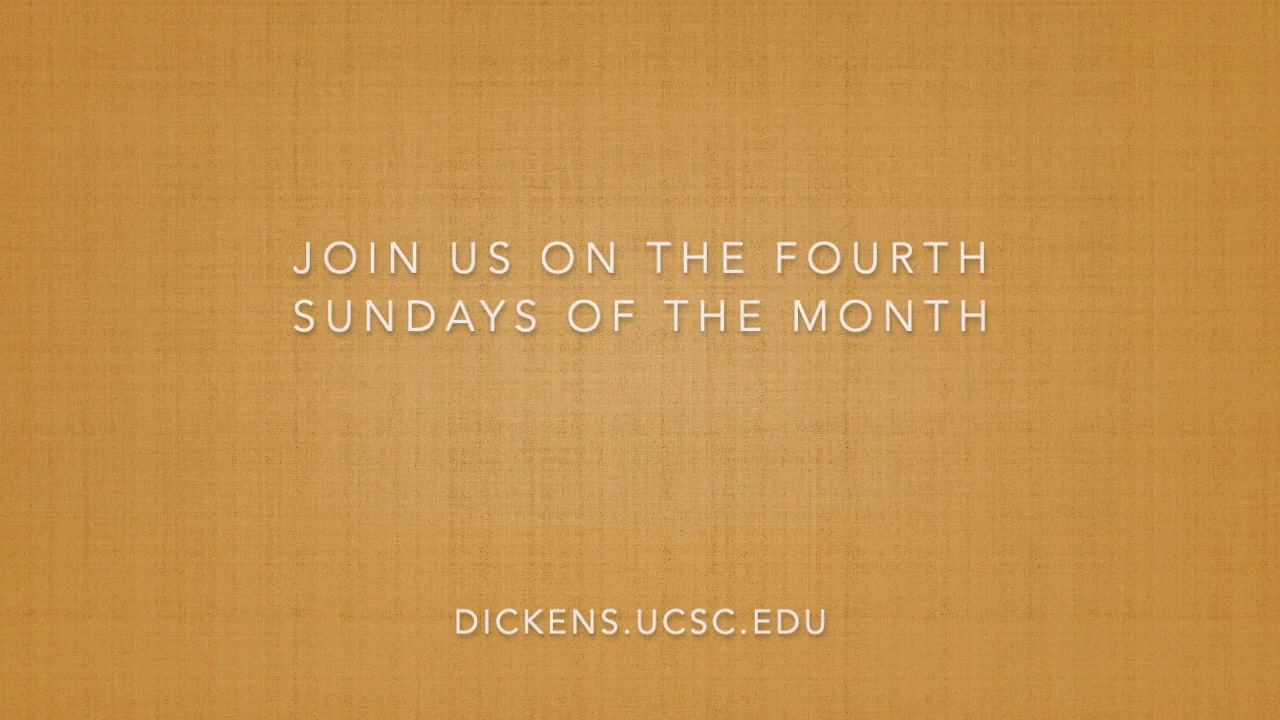 JOIN US ON THE FOURTH
SUNDAYS OF THE MONTH
DICKENS.UCSC.EDU